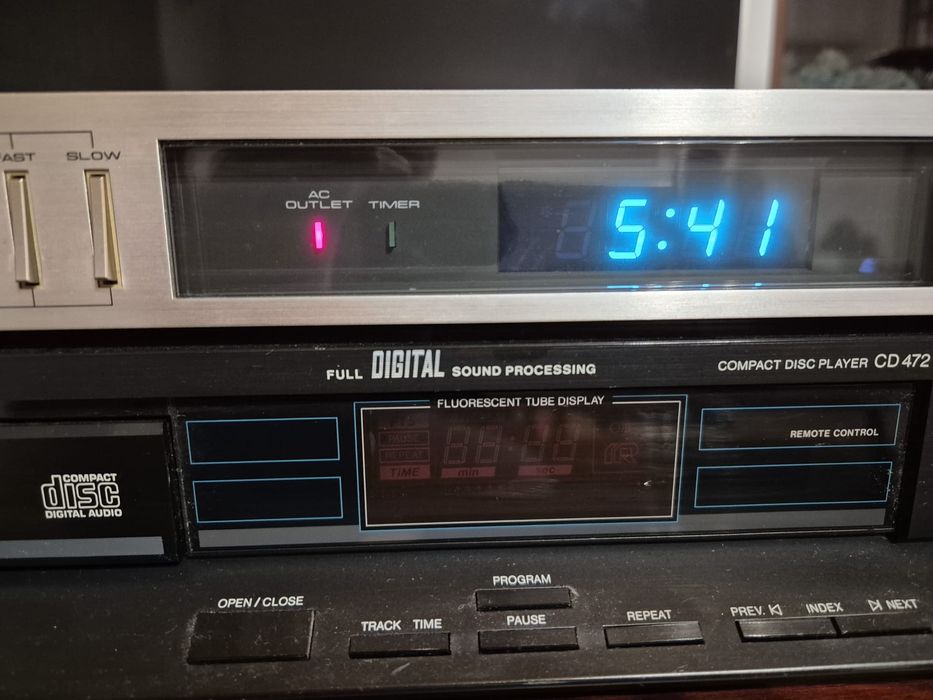 SLOW
AC
OUTLET TIMER
5:41
FULL DIGITAL SOUND PROCESSING
COMPACT DISC PLAYER CD 472
FLUORESCENT TUBE DISPLAY
PAUSE
REPEAT
TIME min sec
REMOTE CONTROL
COMPACT
disc
DIGITAL AUDIO
OPEN / CLOSE
PROGRAM
TRACK TIME
PAUSE
REPEAT
PREV. INDEX NEXT